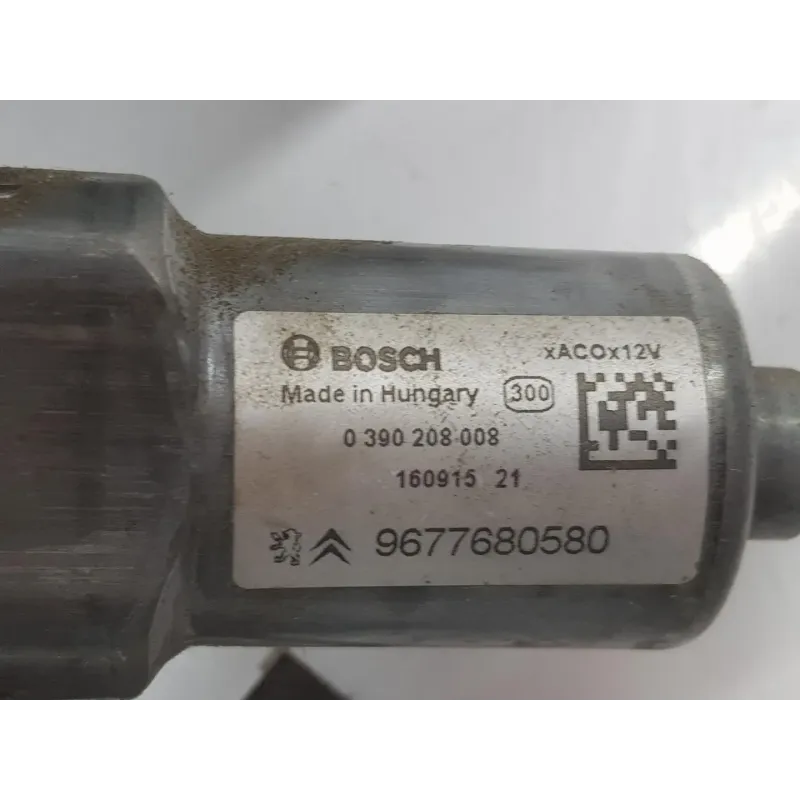 BOSCH xACOx12V
Made in Hungary 300
0 390 208 008
160915 21
9677680580